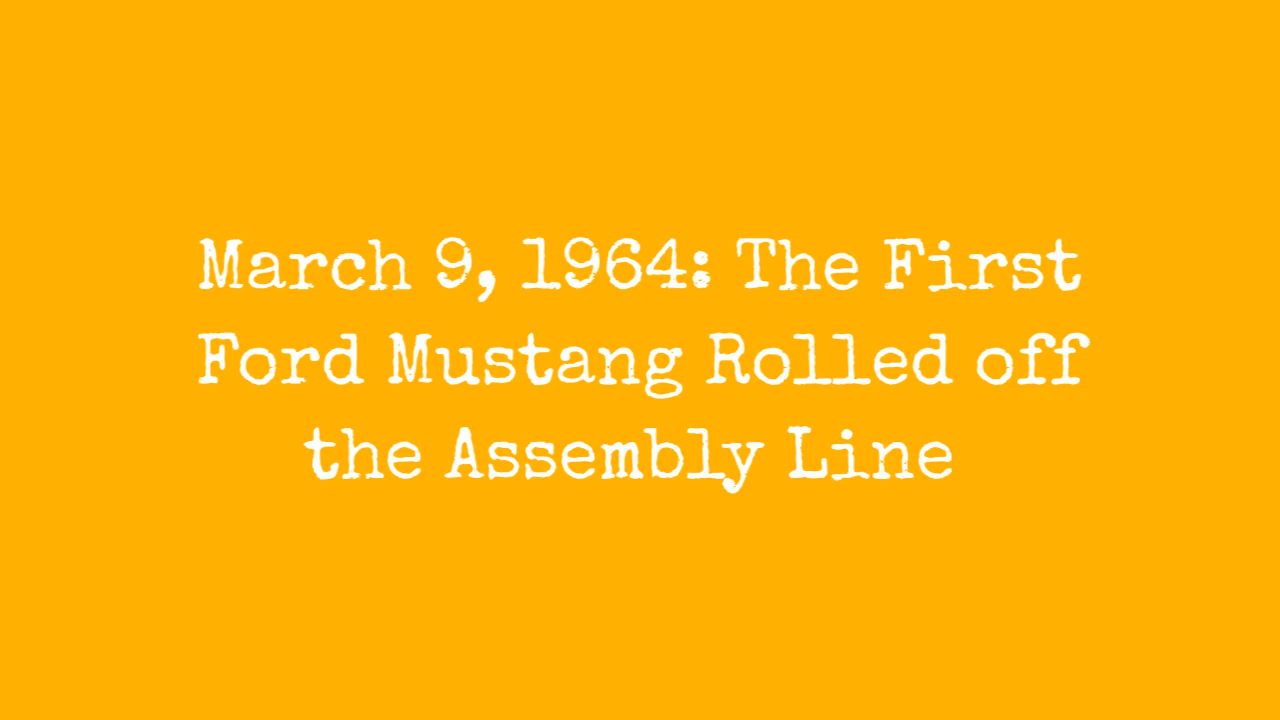 March 9, 1964: The First
Ford Mustang Rolled off
the Assembly Line